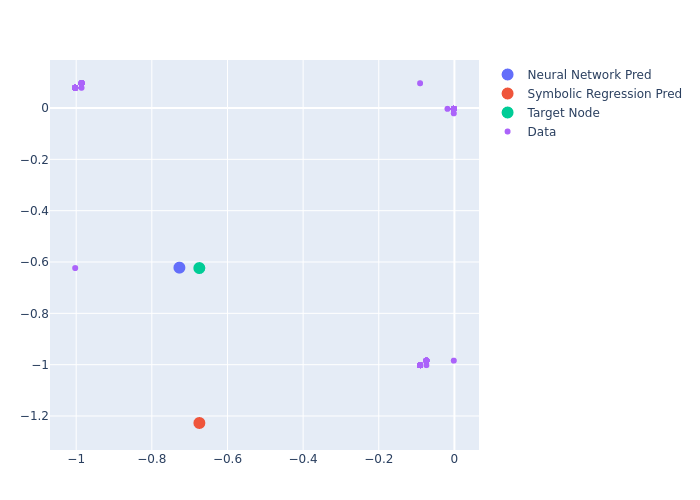 Neural Network Pred
Symbolic Regression Pred
Target Node
Data
0
−0.2
−0.4
−0.6
−0.8
−1
−1.2
−1 −0.8 −0.6 −0.4 −0.2 0